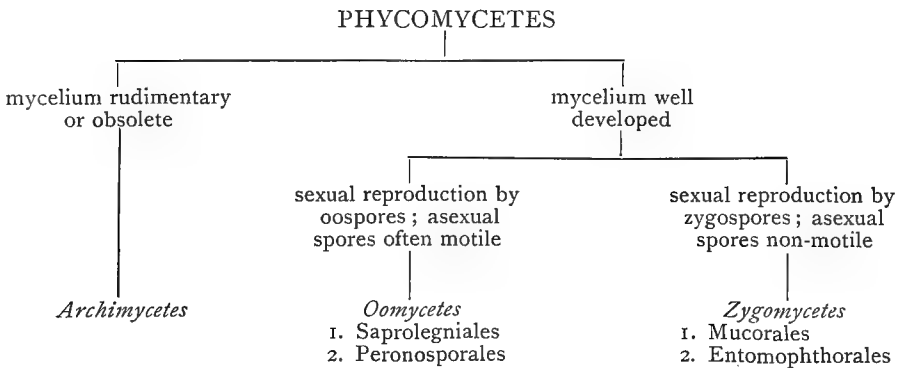 PHYCOMYCETES
mycelium rudimentary
or obsolete
mycelium well
developed
sexual reproduction by
oospores; asexual
spores often motile
sexual reproduction by
zygospores; asexual
spores non-motile
Archimycetes
Oomycetes
1. Saprolegniales
2. Peronosporales
Zygomycetes
1. Mucorales
2. Entomophthorales